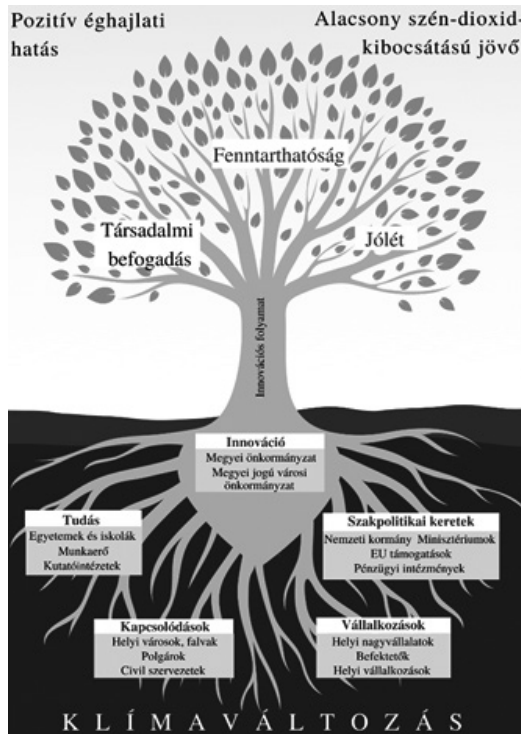 Pozitív éghajlati
hatás
Alacsony szén-dioxid-
kibocsátású jövő
Fenntarthatóság
Társadalmi
befogadás
Jólét
Innovációs folyamat
Innováció
Megyei önkormányzat
Megyei jogú városi
önkormányzat
Tudás
Egyetemek és iskolák
Munkaerő
Kutatóintézetek
Szakpolitikai keretek
Nemzeti kormány Minisztériumok
EU támogatások
Pénzügyi intézmények
Kapcsolódások
Helyi városok, falvak
Polgárok
Civil szervezetek
Vállalkozások
Helyi nagyvállalatok
Befektetők
Helyi vállalkozások
KLÍMAVÁLTOZÁS